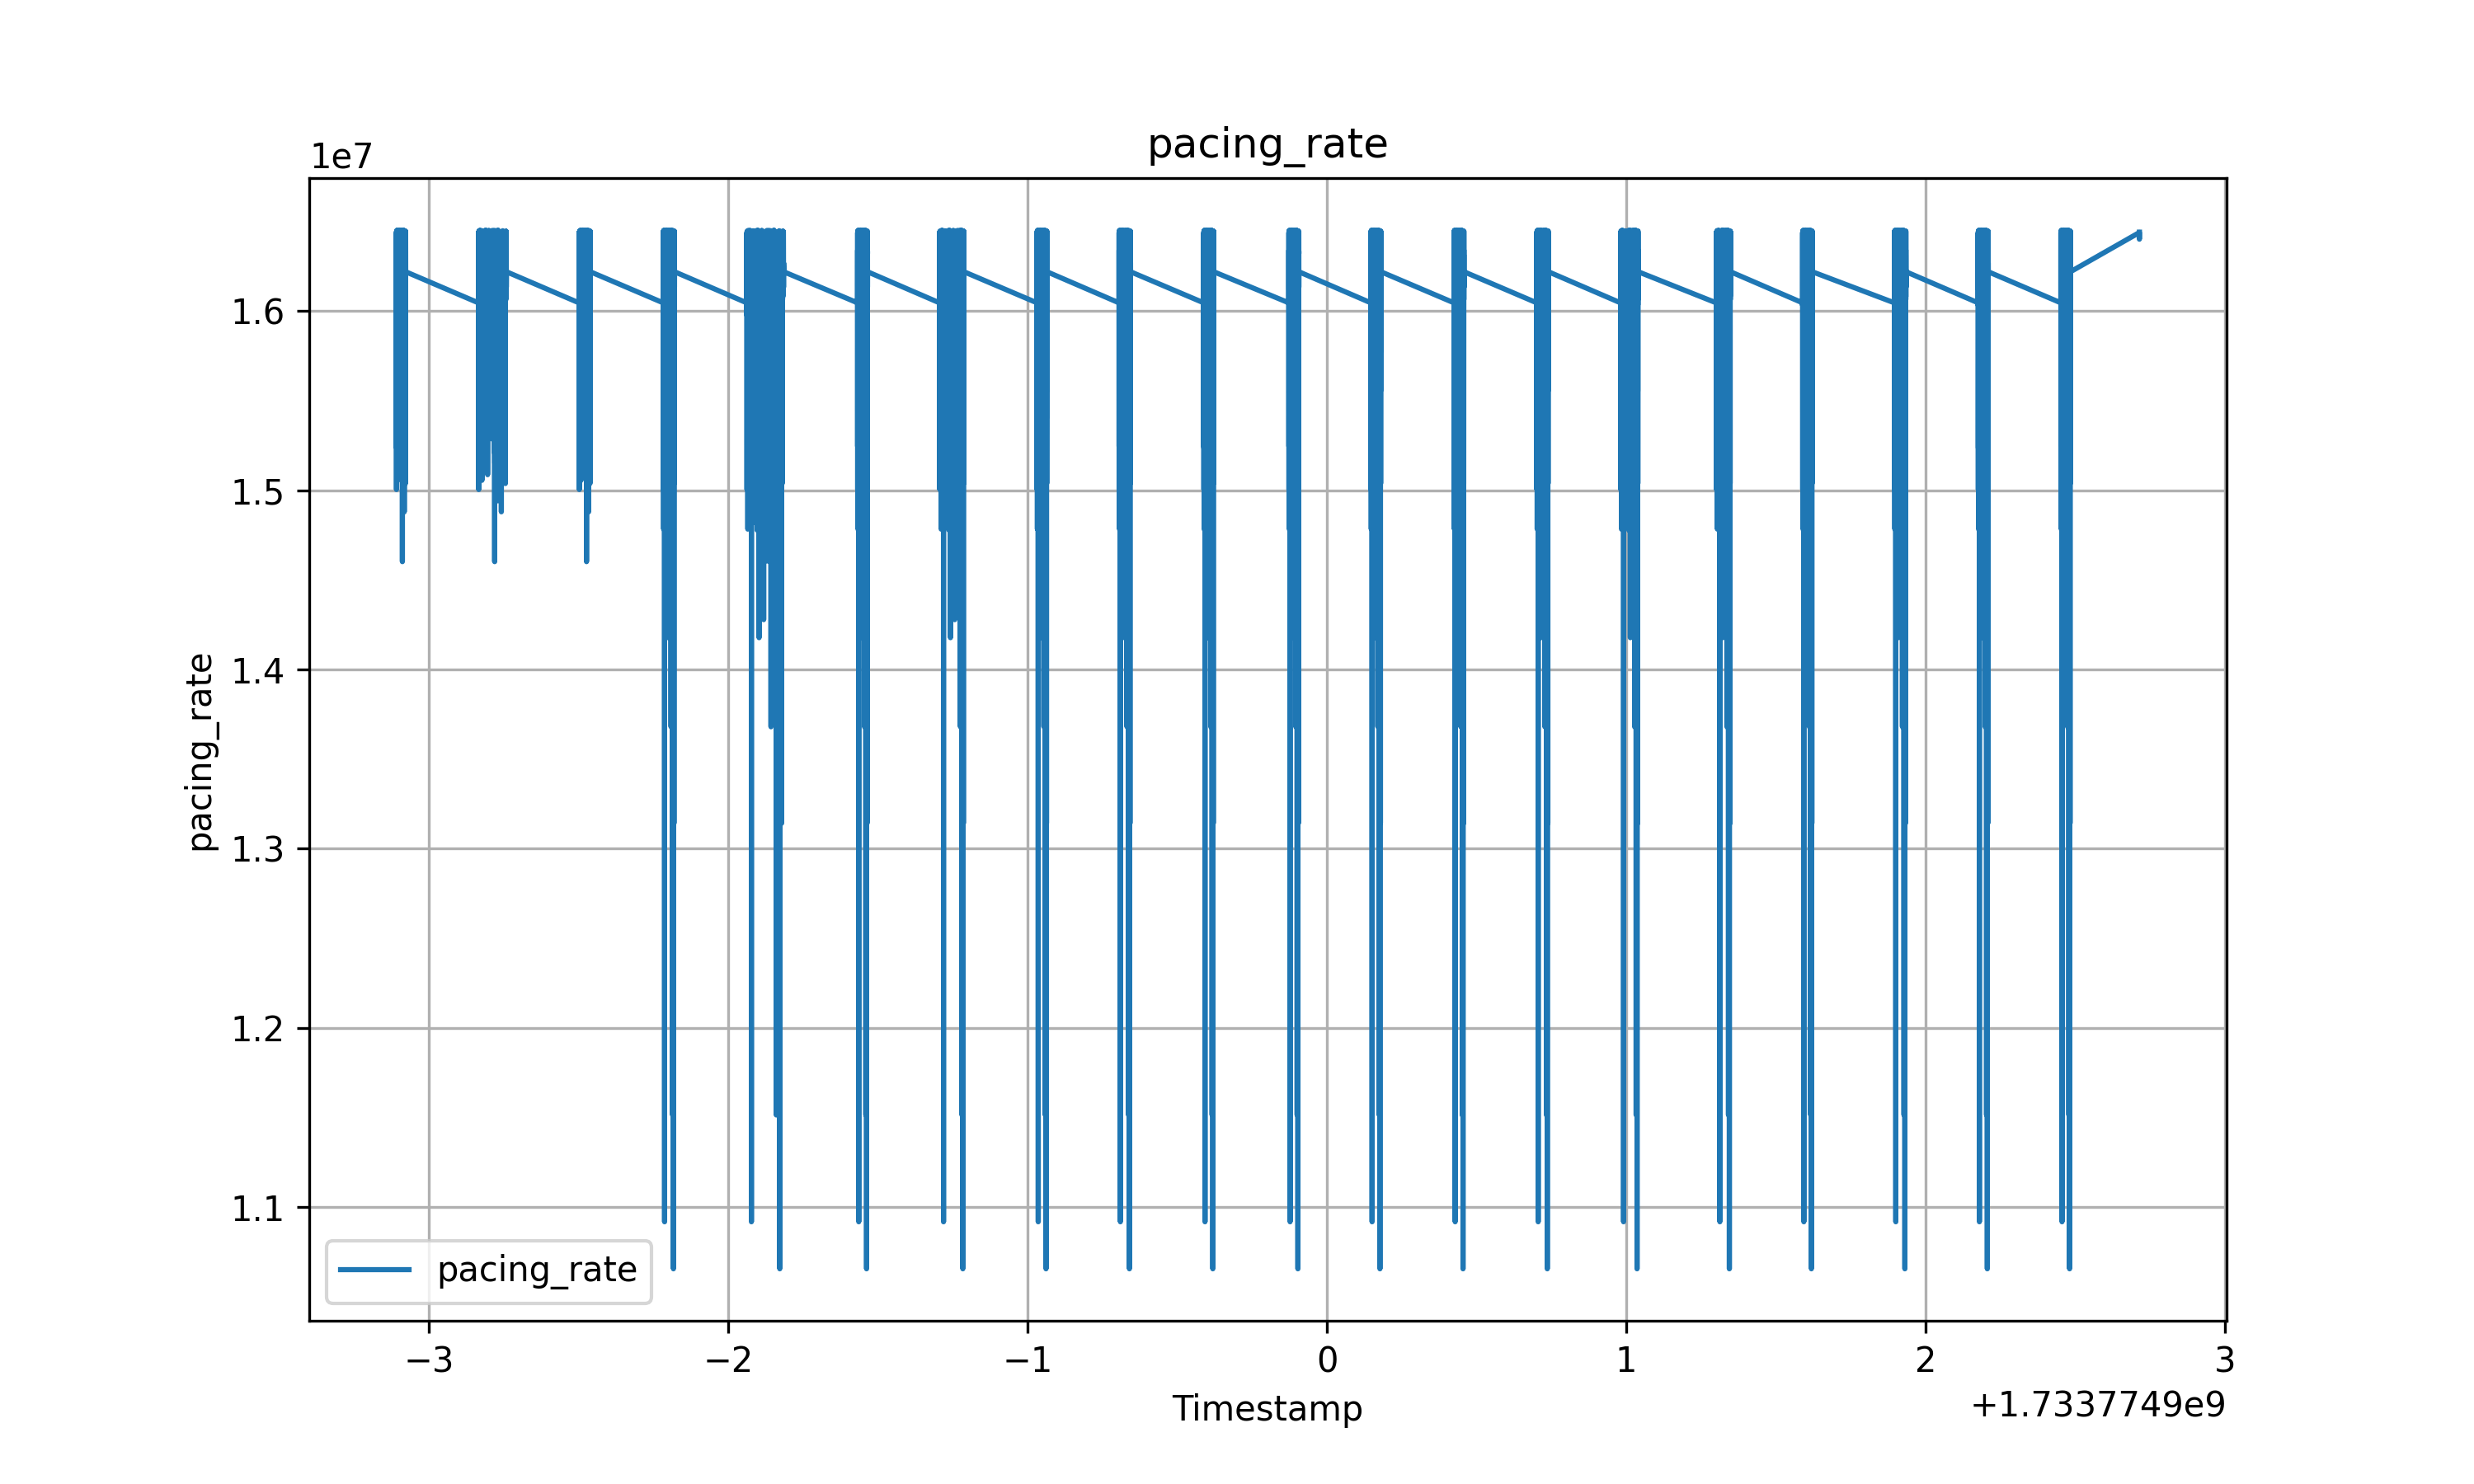 pacing_rate
1e7
1.6
1.5
1.4
1.3
1.2
1.1
pacing_rate
pacing_rate
−3 −2 −1 0 1 2 3
Timestamp
+1.7337749e9